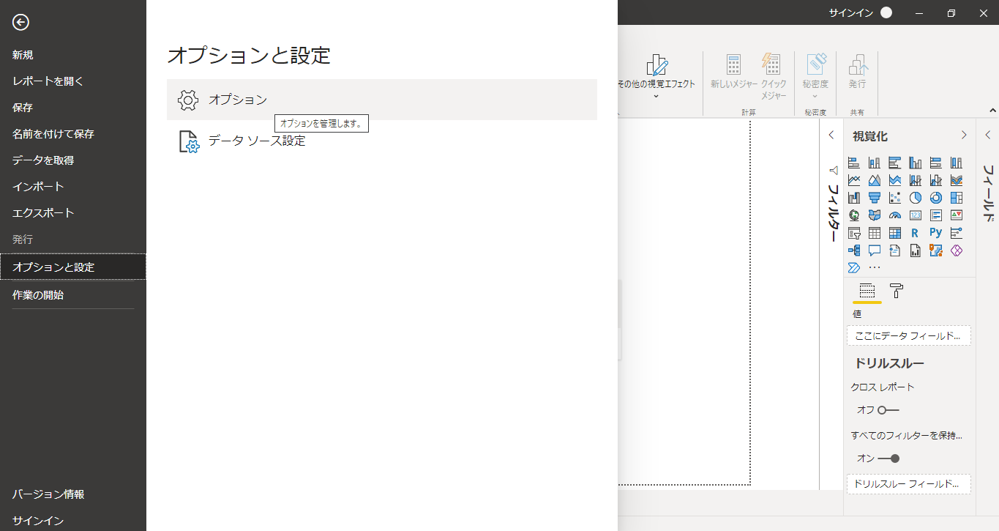 サインイン
新規
レポートを開く
保存
名前を付けて保存
データを取得
インポート
エクスポート
発行
オプションと設定
作業の開始
バージョン情報
サインイン
オプションと設定
オプション
オプションを管理します。
データ ソース設定
その他の視覚エフェクト
新しいメジャー
クイック
メジャー
計算
秘密度
秘密度
発行
共有
フィルター
視覚化
123
R
Py
値
ここにデータ フィールド...
ドリルスルー
クロス レポート
オフ
すべてのフィルターを保持...
オン
ドリルスルー フィールド...
フィールド